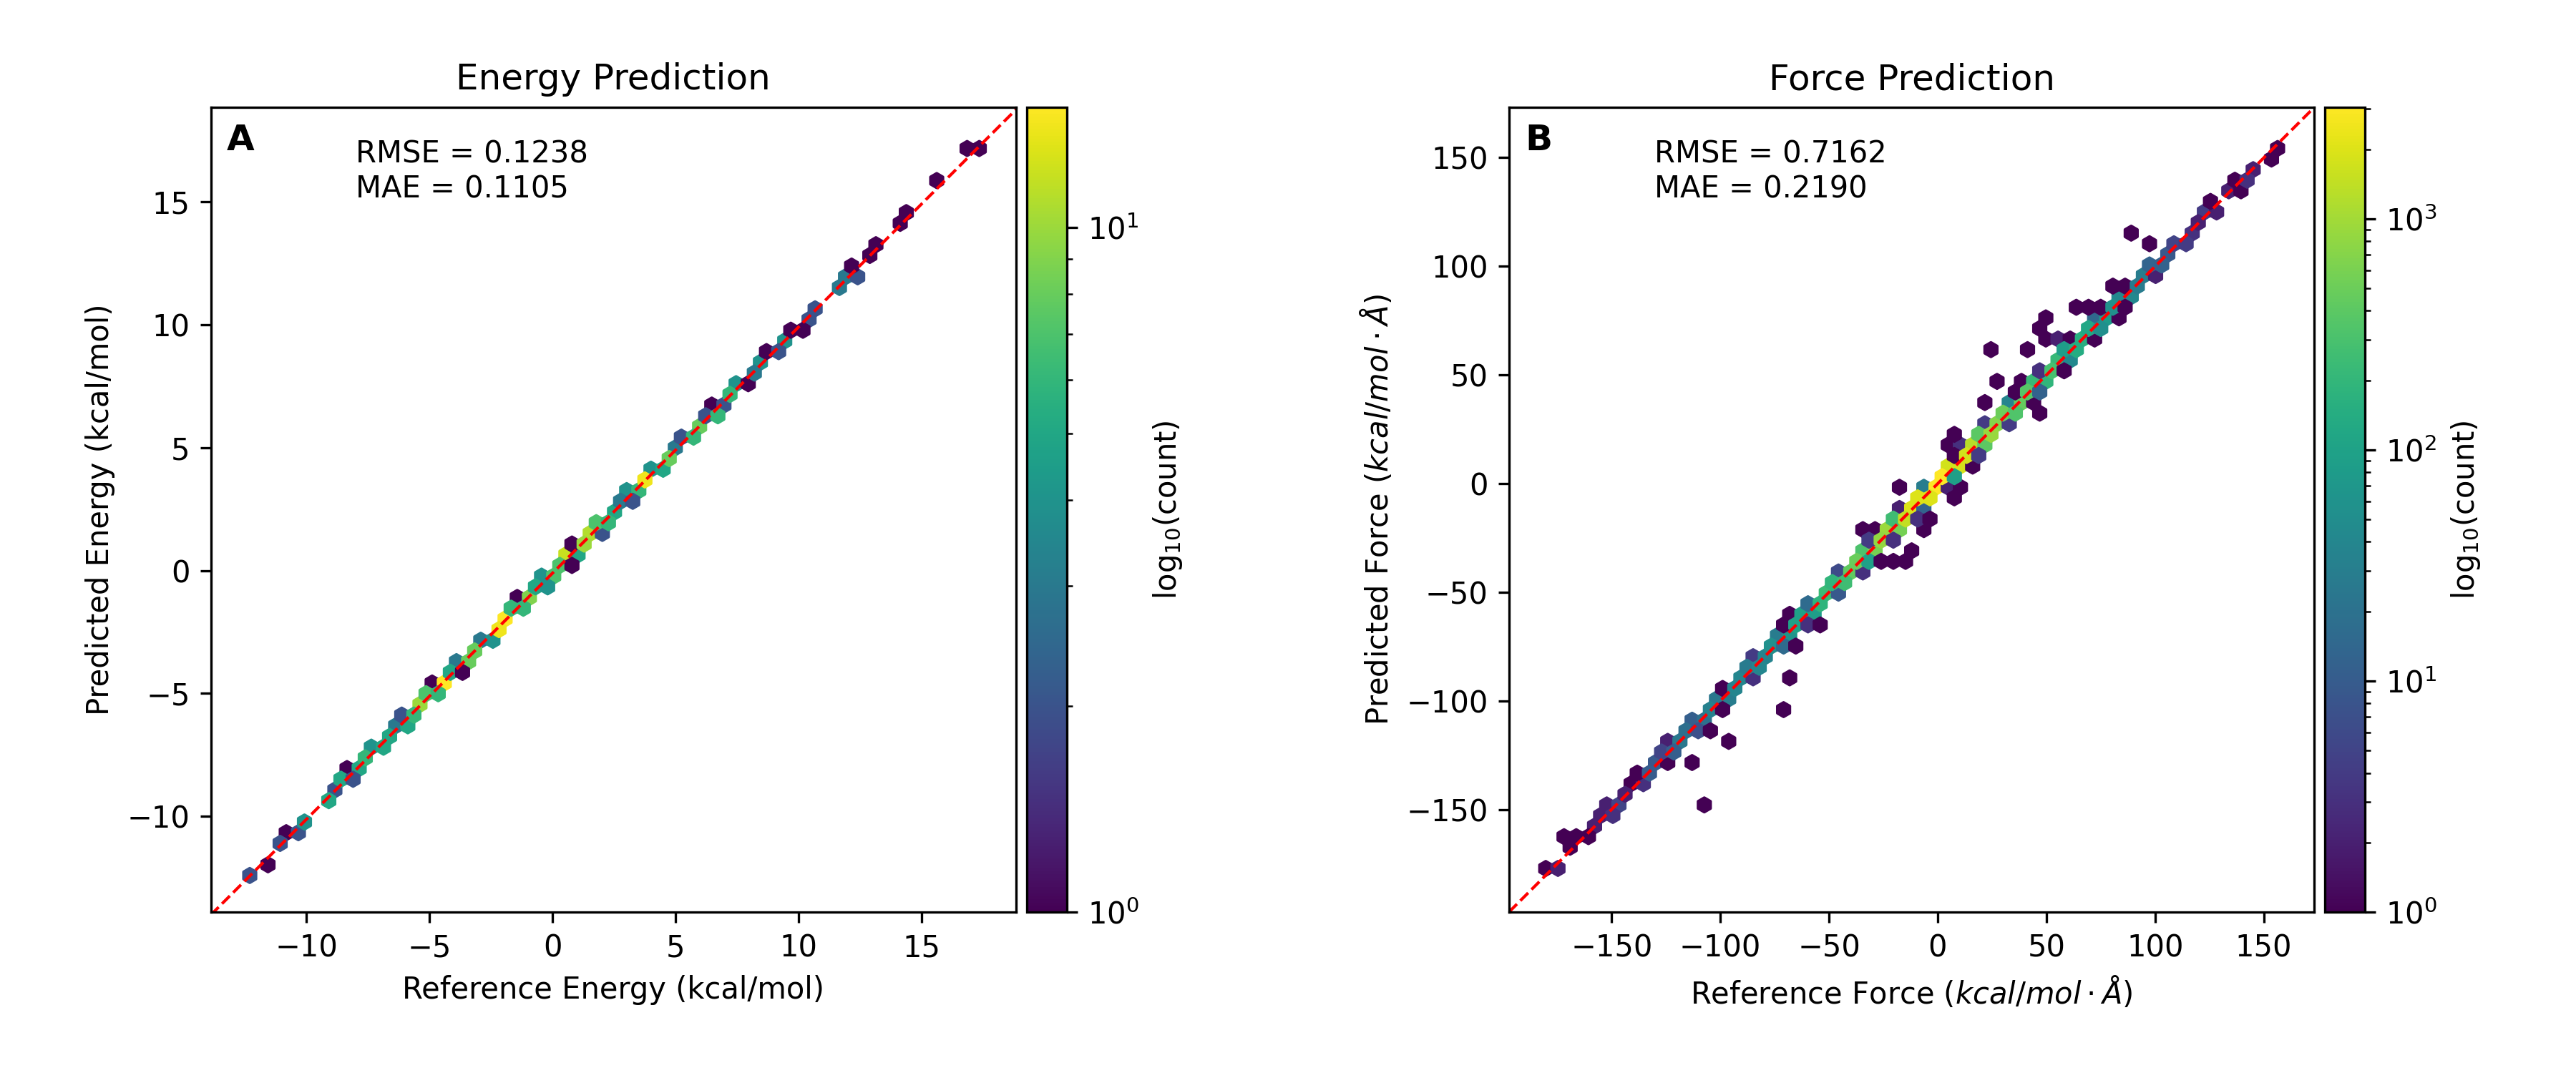 Energy Prediction
A
RMSE = 0.1238
MAE = 0.1105
15
10
5
0
−5
−10
Predicted Energy (kcal/mol)
−10 −5 0 5 10 15
Reference Energy (kcal/mol)
10¹
10⁰
log₁₀(count)
Force Prediction
B
RMSE = 0.7162
MAE = 0.2190
150
100
50
0
−50
−100
−150
Predicted Force (kcal/mol · Å)
−150 −100 −50 0 50 100 150
Reference Force (kcal/mol · Å)
10³
10²
10¹
10⁰
log₁₀(count)